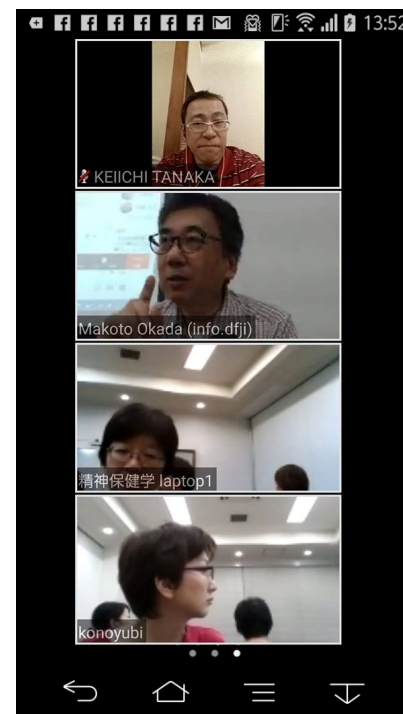 13:52
KEIICHI TANAKA
Makoto Okada (info.dfji)
精神保健学 laptop1
konoyubi